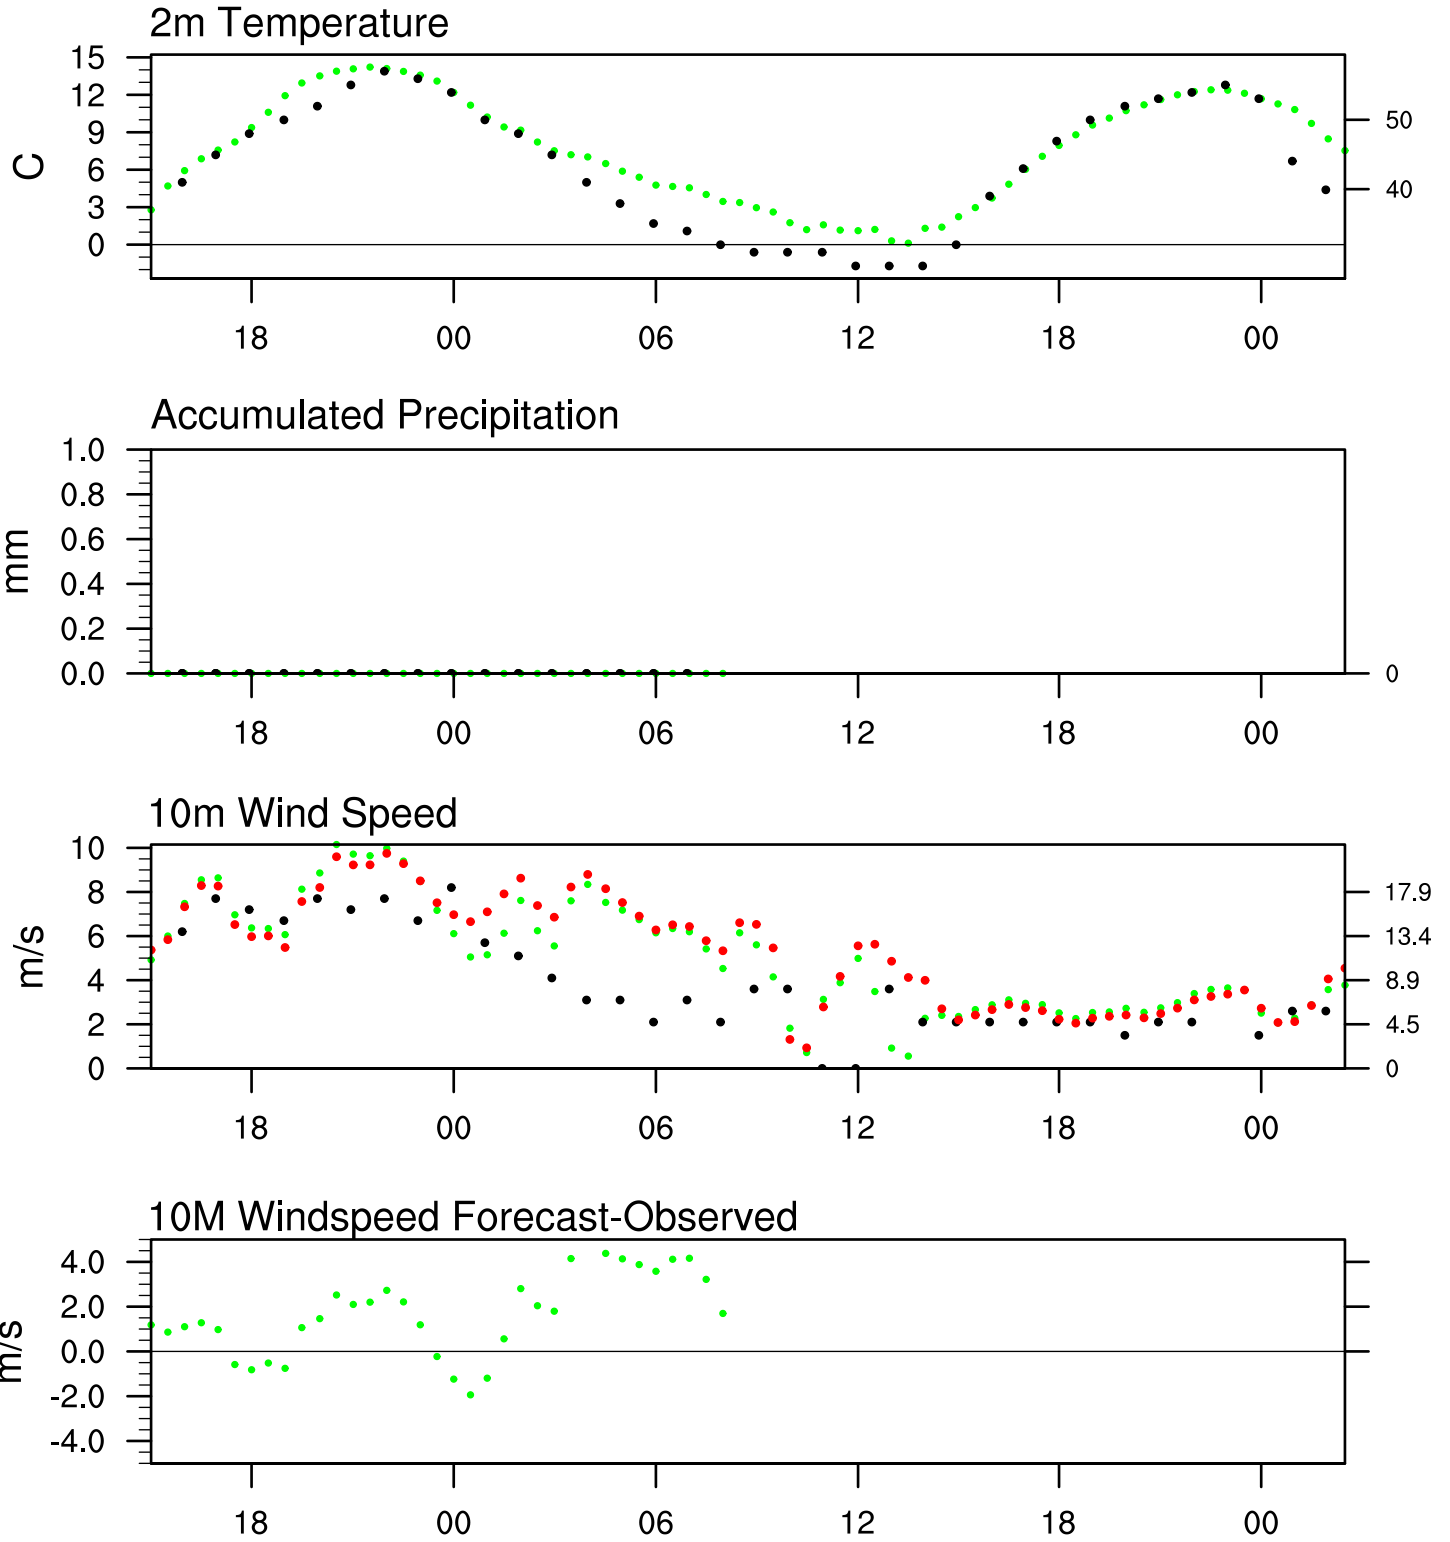 2m Temperature
15
12
9
6
3
0
C
50
40
18 00 06 12 18 00
Accumulated Precipitation
1.0
0.8
0.6
0.4
0.2
0.0
mm
0
18 00 06 12 18 00
10m Wind Speed
10
8
6
4
2
0
m/s
17.9
13.4
8.9
4.5
0
18 00 06 12 18 00
10M Windspeed Forecast-Observed
4.0
2.0
0.0
-2.0
-4.0
m/s
18 00 06 12 18 00